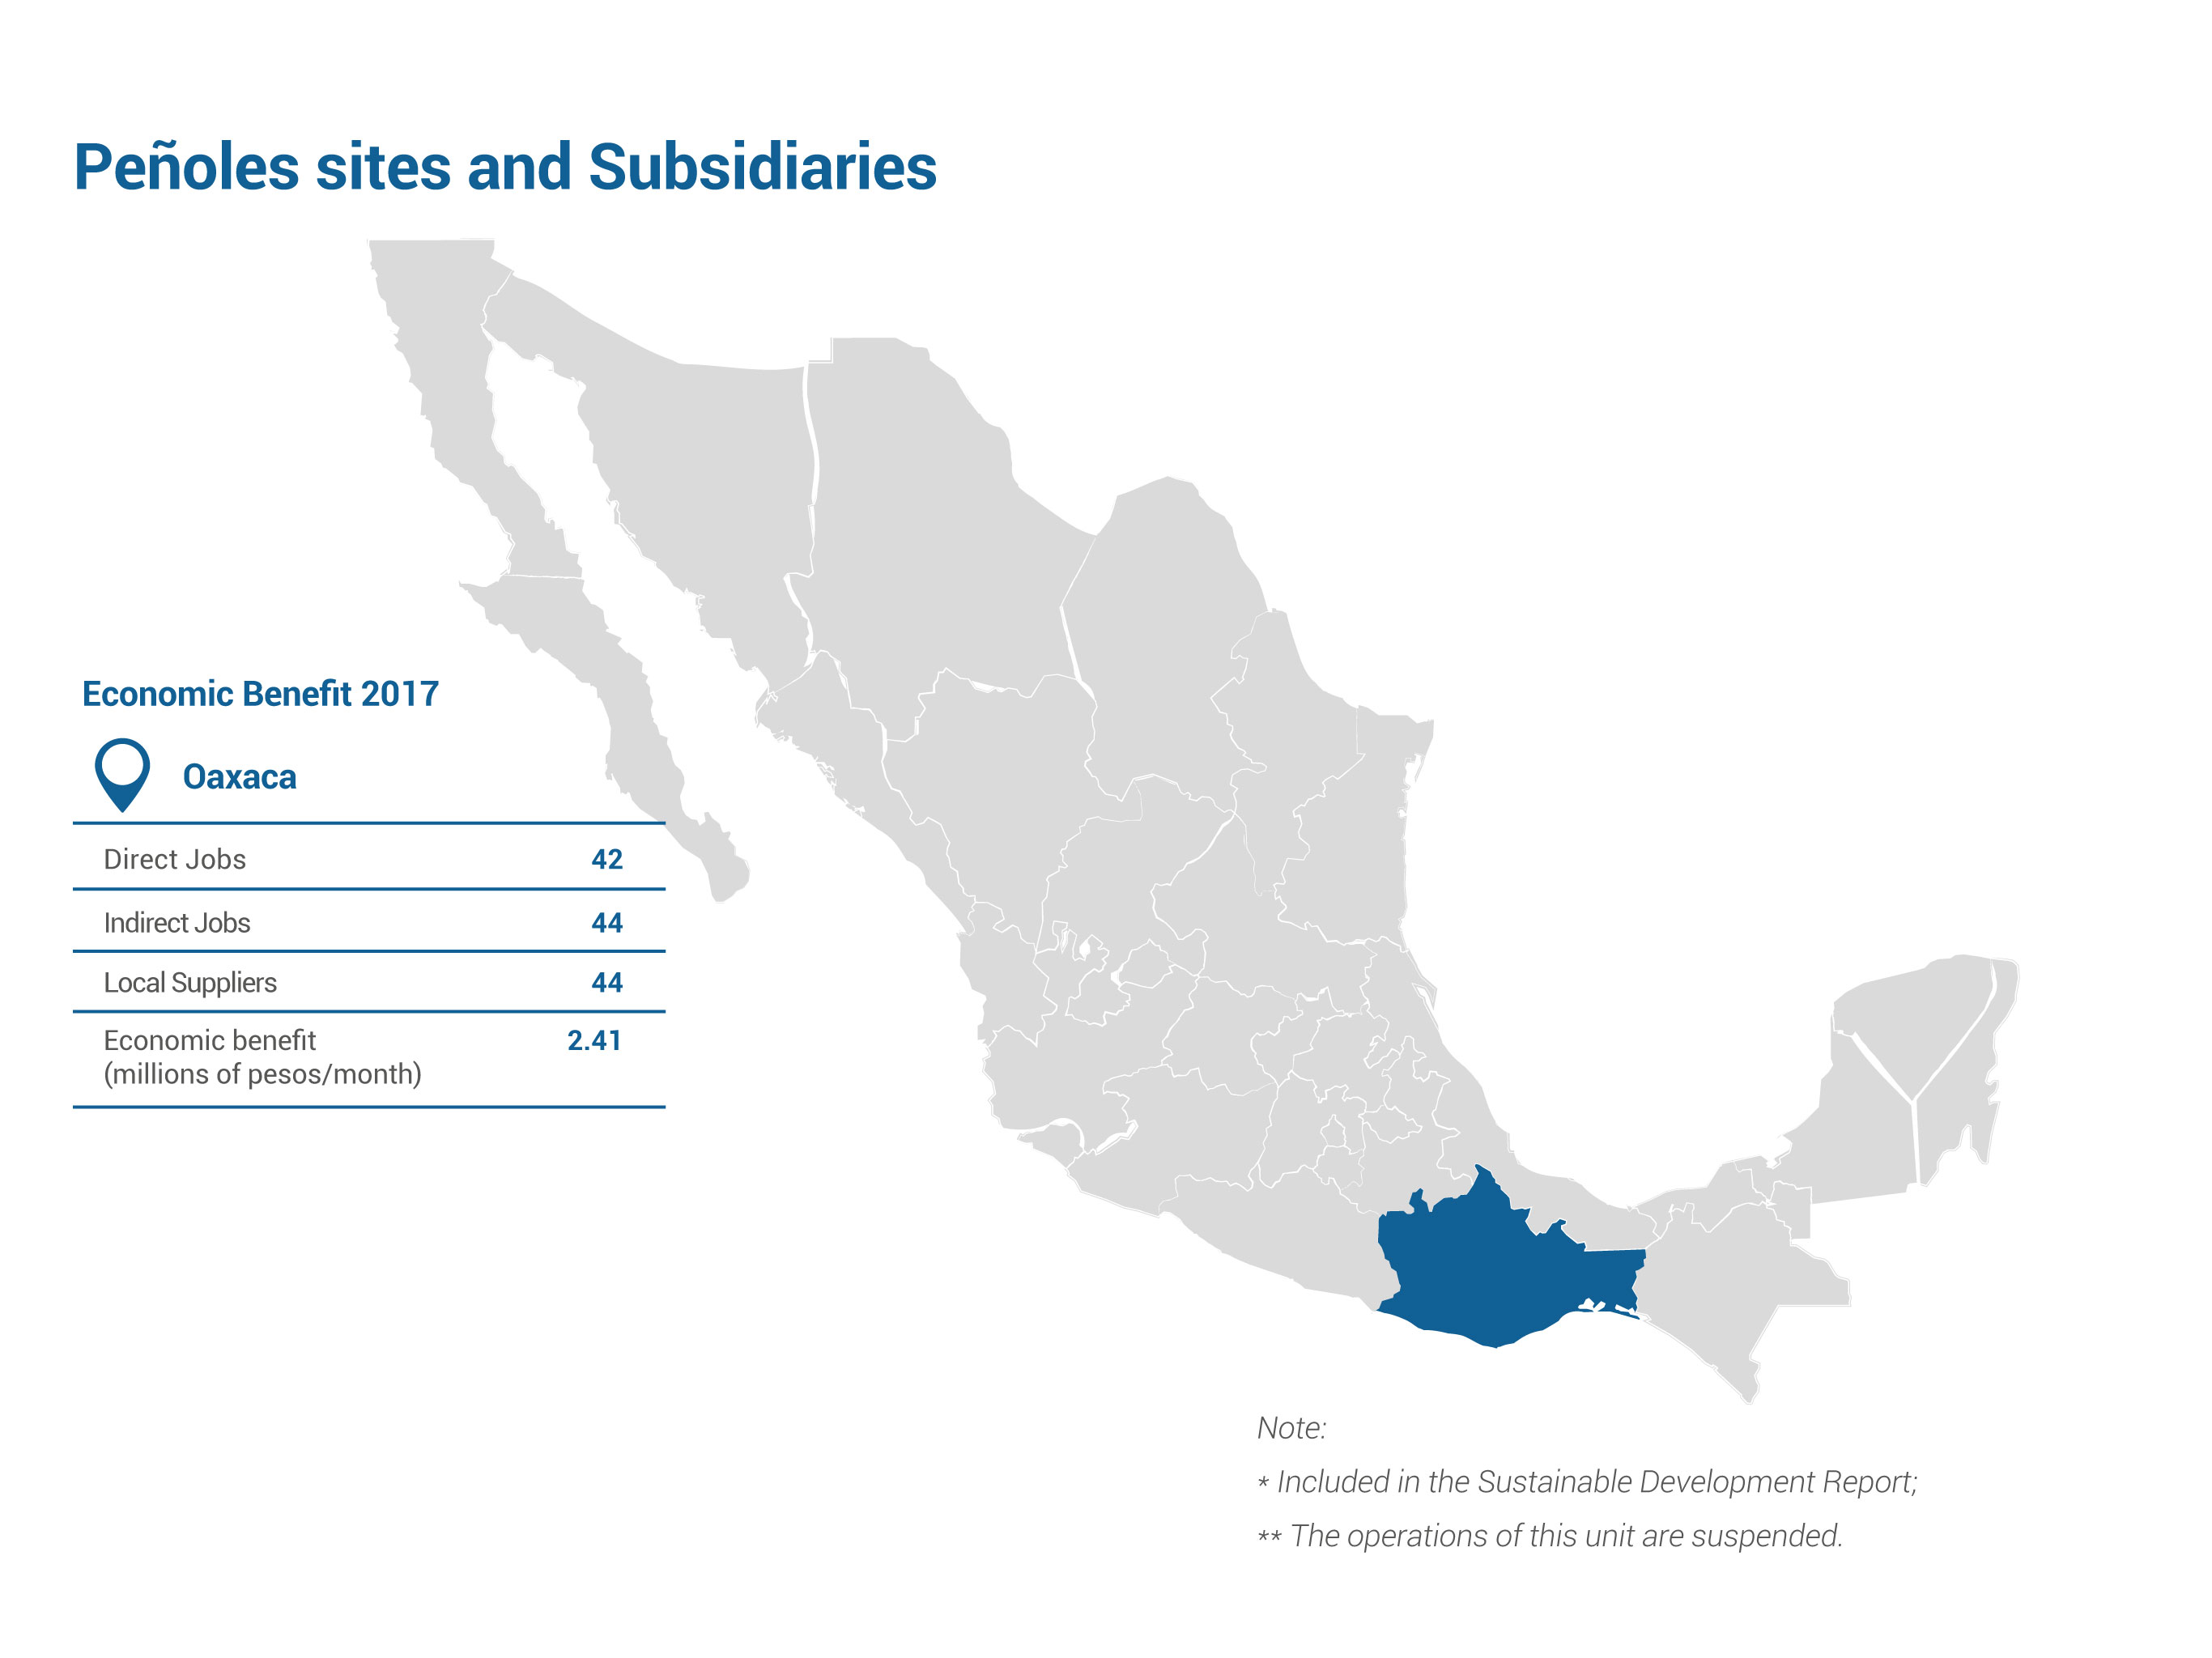 Peñoles sites and Subsidiaries
Economic Benefit 2017
Oaxaca
Direct Jobs 42
Indirect Jobs 44
Local Suppliers 44
Economic benefit 2.41
(millions of pesos/month)
Note:
* Included in the Sustainable Development Report;
** The operations of this unit are suspended.